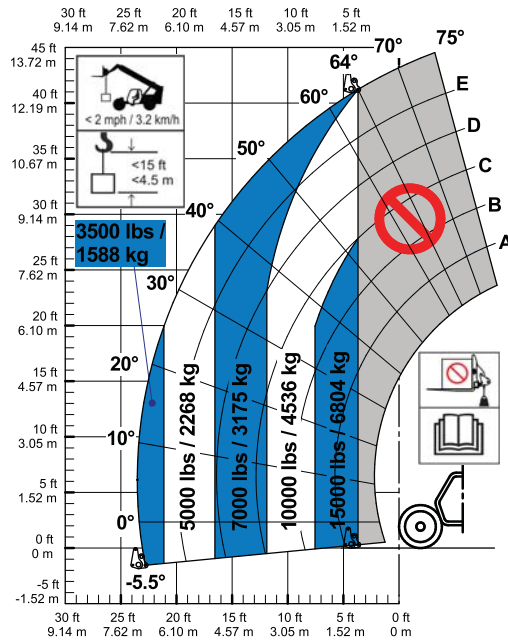 30 ft 25 ft 20 ft 15 ft 10 ft 5 ft
9.14 m 7.62 m 6.10 m 4.57 m 3.05 m 1.52 m
70°
75°
45 ft
13.72 m
64°
E
40 ft
12.19 m
60°
< 2 mph / 3.2 km/h
D
35 ft
10.67 m
<15 ft
<4.5 m
50°
C
30 ft
9.14 m
40°
B
3500 lbs /
1588 kg
A
25 ft
7.62 m
30°
20 ft
6.10 m
20°
15 ft
4.57 m
5000 lbs / 2268 kg
7000 lbs / 3175 kg
10000 lbs / 4536 kg
15000 lbs / 6804 kg
10 ft
3.05 m
10°
5 ft
1.52 m
0°
0 ft
0 m
-5.5°
-5 ft
-1.52 m
30 ft 25 ft 20 ft 15 ft 10 ft 5 ft 0 ft
9.14 m 7.62 m 6.10 m 4.57 m 3.05 m 1.52 m 0 m